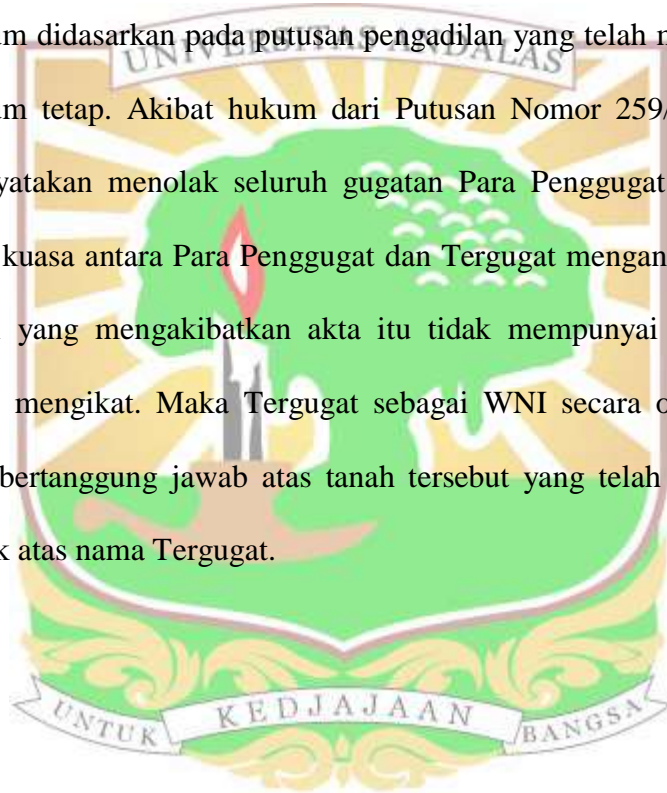 um didasarkan pada putusan pengadilan yang telah m
UNIVERSITAS ANDALAS
um tetap. Akibat hukum dari Putusan Nomor 259/
yatakan menolak seluruh gugatan Para Penggugat
kuasa antara Para Penggugat dan Tergugat mengan
yang mengakibatkan akta itu tidak mempunyai
mengikat. Maka Tergugat sebagai WNI secara o
bertanggung jawab atas tanah tersebut yang telah
k atas nama Tergugat.
UNTUK KEDJAJAAN BANGSA